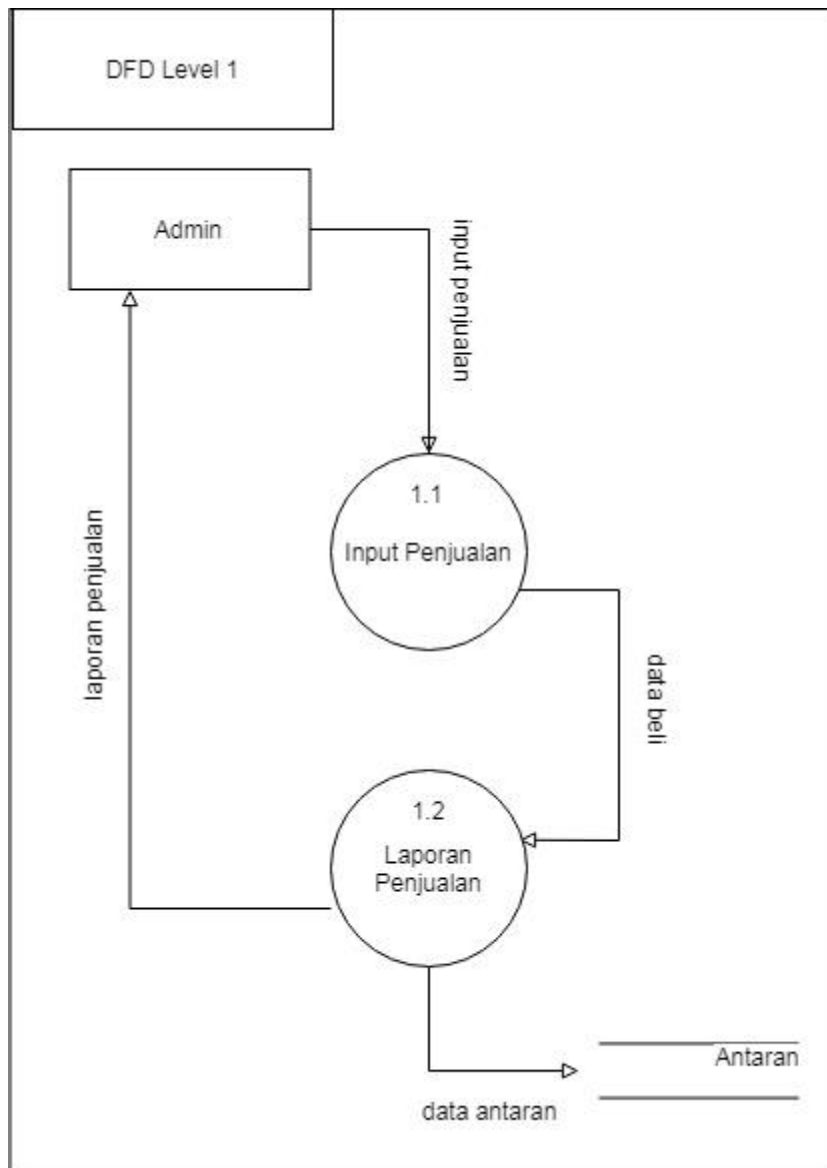 DFD Level 1
Admin
input penjualan
1.1
Input Penjualan
laporan penjualan
data beli
1.2
Laporan
Penjualan
Antaran
data antaran